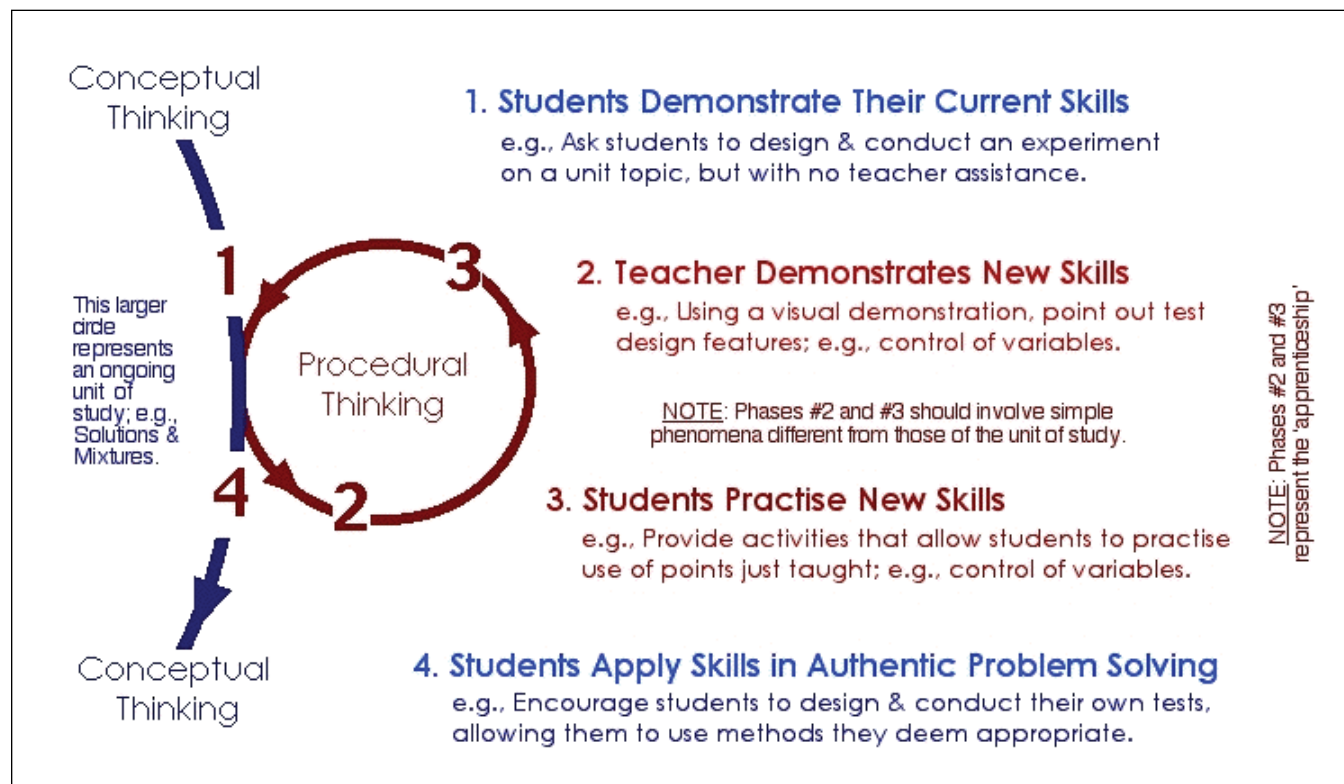 Conceptual
Thinking
1. Students Demonstrate Their Current Skills
e.g., Ask students to design & conduct an experiment
on a unit topic, but with no teacher assistance.
1
3
2. Teacher Demonstrates New Skills
e.g., Using a visual demonstration, point out test
design features; e.g., control of variables.
This larger
circle
represents
an ongoing
unit of
study; e.g.,
Solutions &
Mixtures.
Procedural
Thinking
NOTE: Phases #2 and #3 should involve simple
phenomena different from those of the unit of study.
NOTE: Phases #2 and #3
represent the 'apprenticeship'
4
2
3. Students Practise New Skills
e.g., Provide activities that allow students to practise
use of points just taught; e.g., control of variables.
Conceptual
Thinking
4. Students Apply Skills in Authentic Problem Solving
e.g., Encourage students to design & conduct their own tests,
allowing them to use methods they deem appropriate.